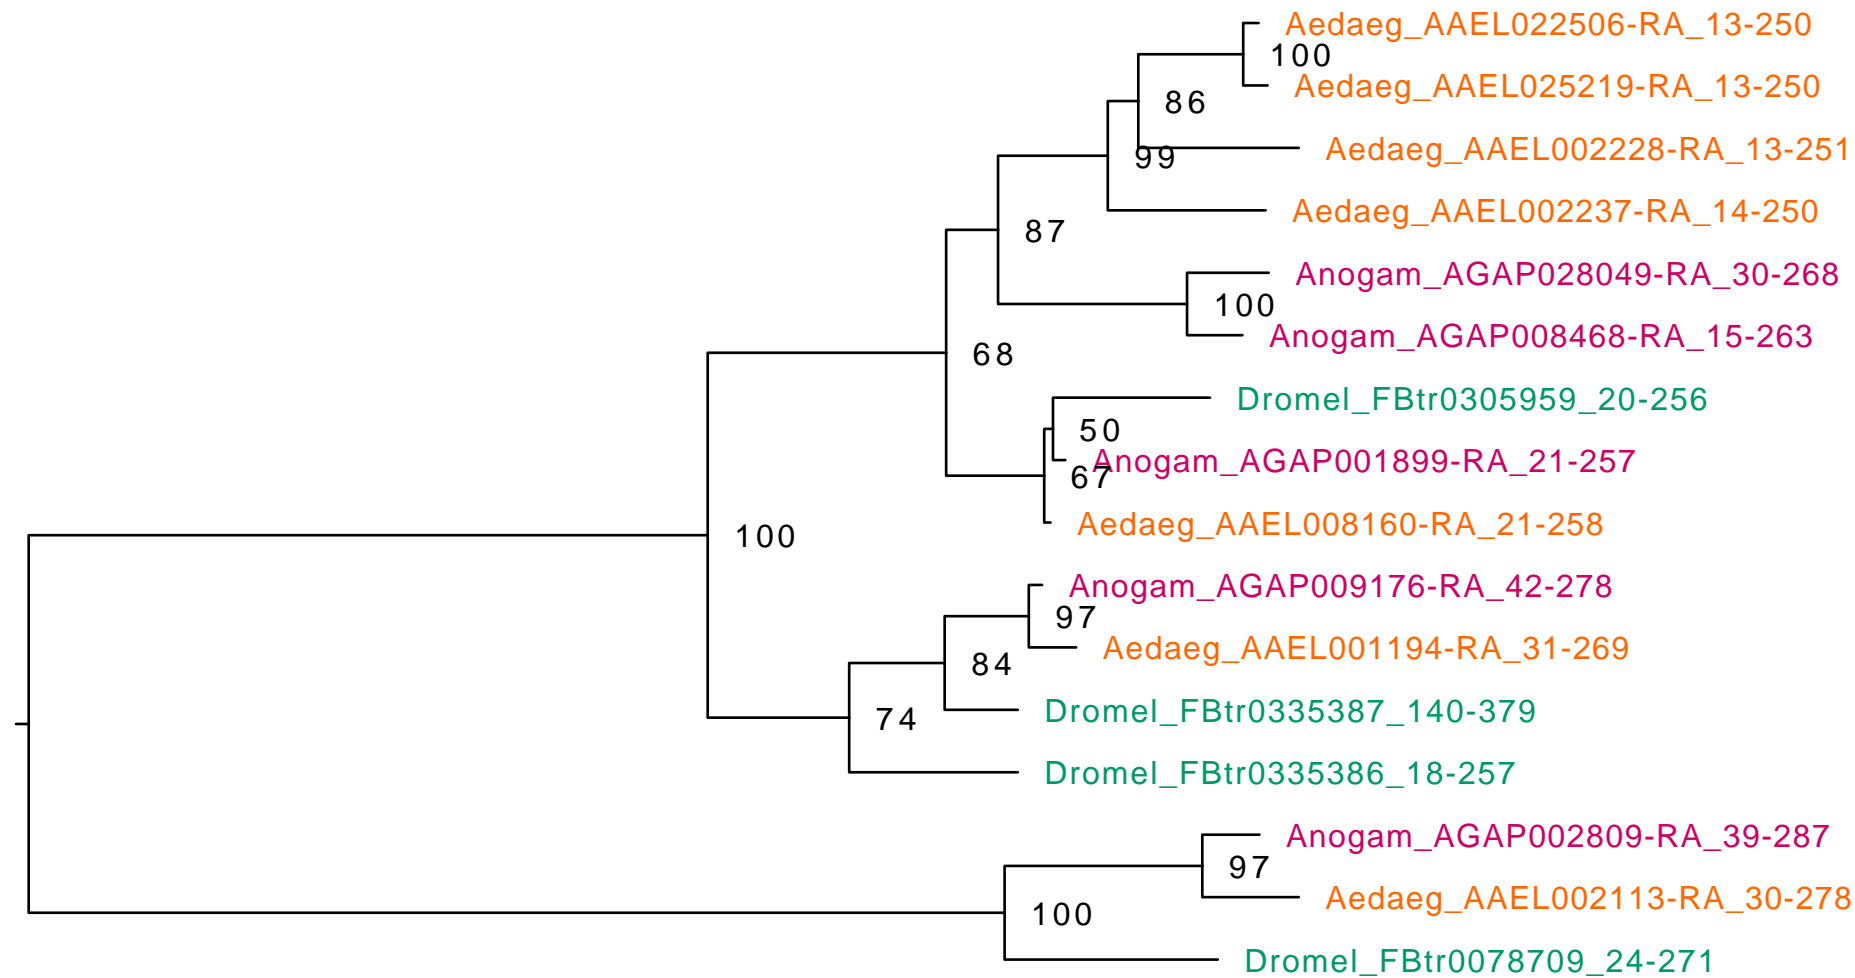 Aedaeg_AAEL022506-RA_13-250
100
Aedaeg_AAEL025219-RA_13-250
86
Aedaeg_AAEL002228-RA_13-251
99
Aedaeg_AAEL002237-RA_14-250
87
Anogam_AGAP028049-RA_30-268
100
Anogam_AGAP008468-RA_15-263
68
Dromel_FBtr0305959_20-256
50
Anogam_AGAP001899-RA_21-257
67
Aedaeg_AAEL008160-RA_21-258
100
Anogam_AGAP009176-RA_42-278
97
Aedaeg_AAEL001194-RA_31-269
84
Dromel_FBtr0335387_140-379
74
Dromel_FBtr0335386_18-257
Anogam_AGAP002809-RA_39-287
97
Aedaeg_AAEL002113-RA_30-278
100
Dromel_FBtr0078709_24-271